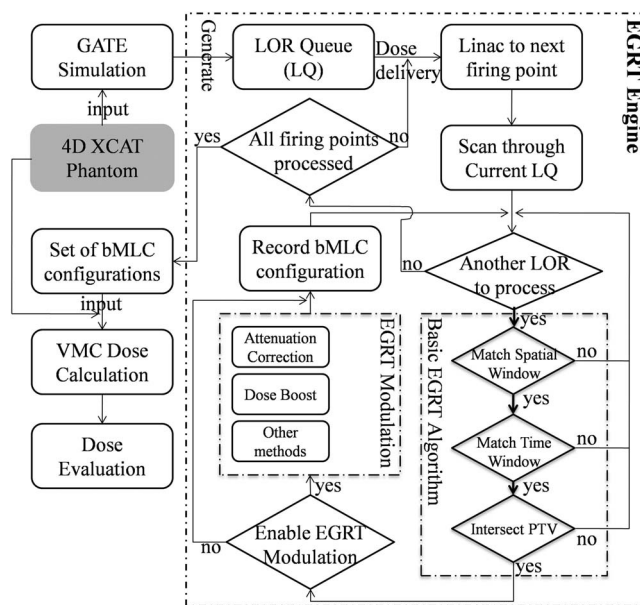 GATE
Simulation
Generate
LOR Queue
(LQ)
Dose
delivery
Linac to next
firing point
EGRT Engine
input
4D XCAT
Phantom
yes
All firing points
processed
no
Scan through
Current LQ
Set of bMLC
configurations
input
Record bMLC
configuration
no
Another LOR
to process
yes
VMC Dose
Calculation
Dose
Evaluation
Attenuation
Correction
Dose Boost
Other
methods
EGRT Modulation
Basic EGRT
Algorithm
Match Spatial
Window
no
yes
Match Time
Window
no
yes
Intersect PTV
no
yes
Enable EGRT
Modulation
yes
no